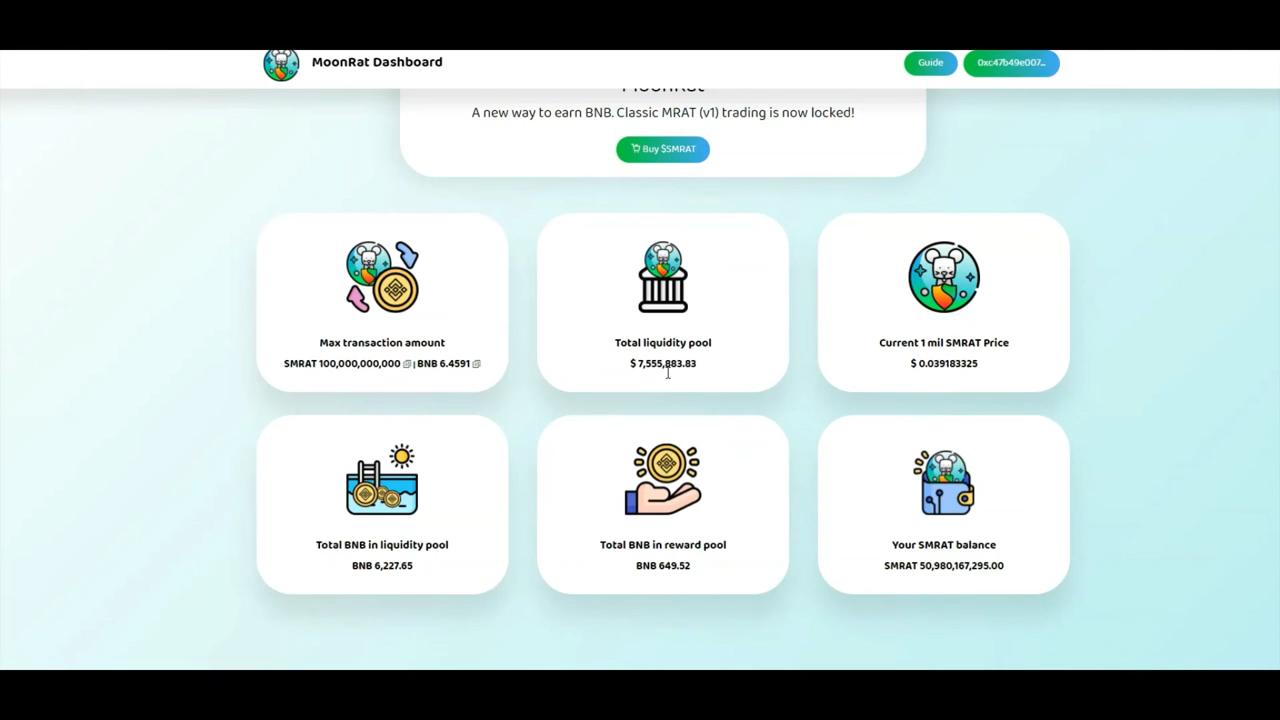 MoonRat Dashboard
Guide
0xc47b49e007...
MoonRat
A new way to earn BNB. Classic MRAT (v1) trading is now locked!
Buy $SMRAT
Max transaction amount
SMRAT 100,000,000,000 | BNB 6.4591
Total liquidity pool
$ 7,555,883.83
Current 1 mil SMRAT Price
$ 0.039183325
Total BNB in liquidity pool
BNB 6,227.65
Total BNB in reward pool
BNB 649.52
Your SMRAT balance
SMRAT 50,980,167,295.00